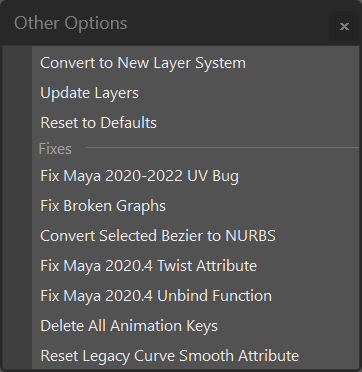 Other Options
×
Convert to New Layer System
Update Layers
Reset to Defaults
Fixes
Fix Maya 2020-2022 UV Bug
Fix Broken Graphs
Convert Selected Bezier to NURBS
Fix Maya 2020.4 Twist Attribute
Fix Maya 2020.4 Unbind Function
Delete All Animation Keys
Reset Legacy Curve Smooth Attribute